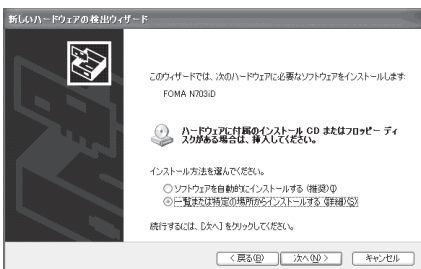 新しいハードウェアの検出ウィザード
このウィザードでは、次のハードウェアに必要なソフトウェアをインストールします:
FOMA N703iD
ハードウェアに付属のインストール CD またはフロッピー ディ
スクがある場合は、挿入してください。
インストール方法を選んでください。
ソフトウェアを自動的にインストールする (推奨)(I)
一覧または特定の場所からインストールする (詳細)(S)
続行するには、[次へ] をクリックしてください。
< 戻る(B) 次へ(N) > キャンセル